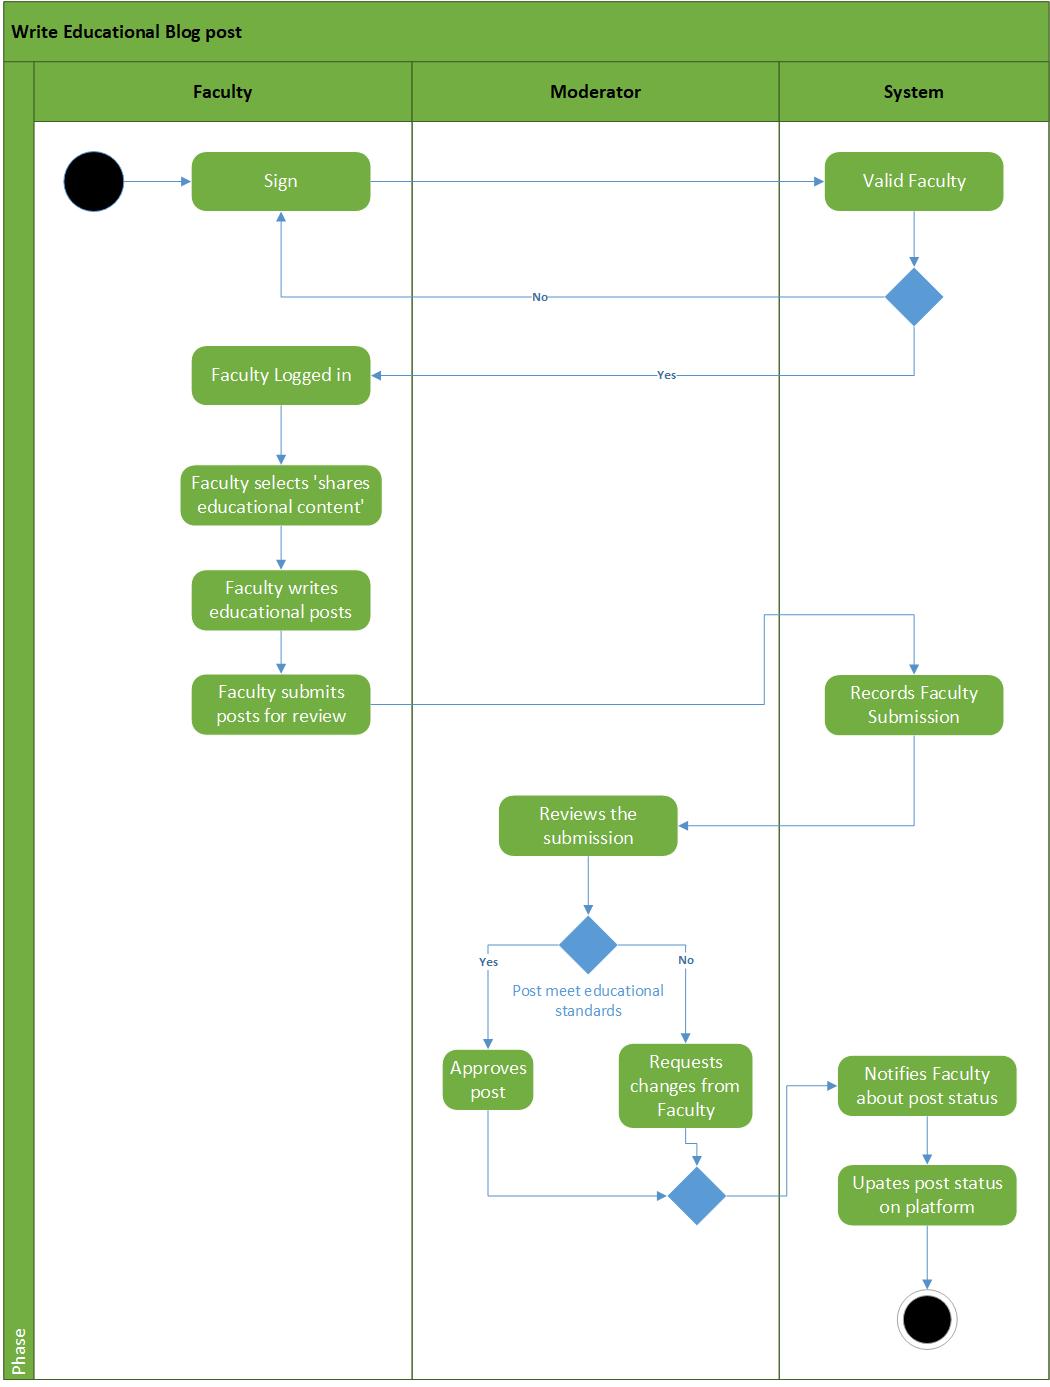 Write Educational Blog post
Faculty
Moderator
System
Sign
Valid Faculty
No
Faculty Logged in
Yes
Faculty selects 'shares
educational content'
Faculty writes
educational posts
Faculty submits
posts for review
Records Faculty
Submission
Reviews the
submission
Yes
No
Post meet educational
standards
Approves
post
Requests
changes from
Faculty
Notifies Faculty
about post status
Upates post status
on platform
Phase